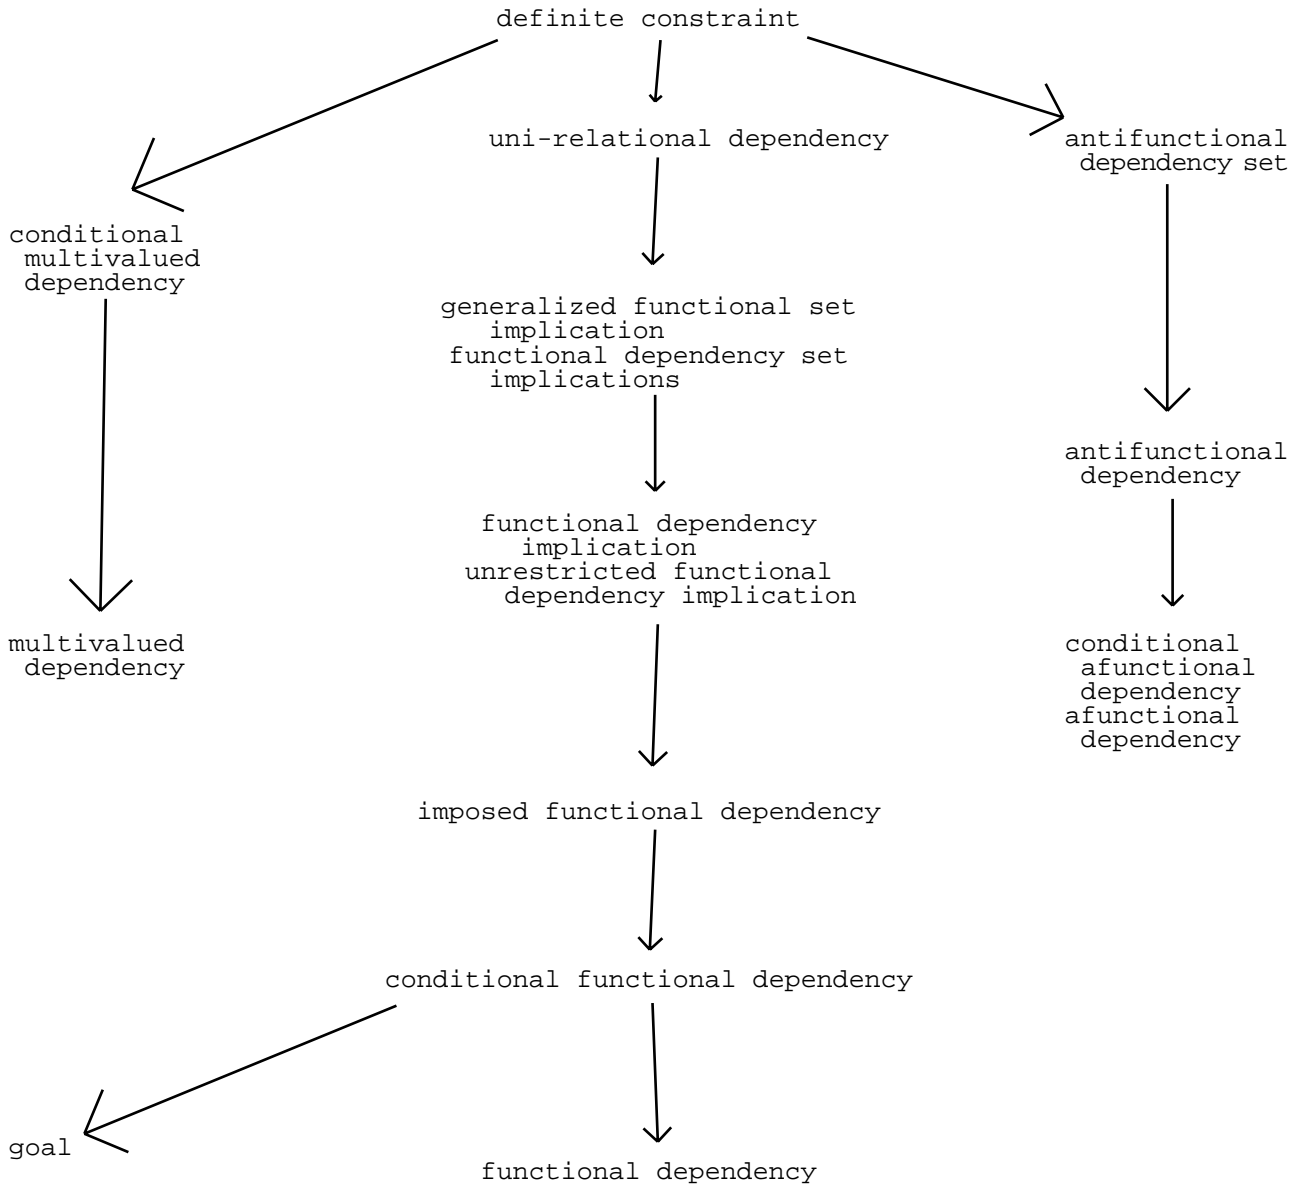 definite constraint
uni-relational dependency
antifunctional
dependency set
conditional
multivalued
dependency
generalized functional set
implication
functional dependency set
implications
antifunctional
dependency
functional dependency
implication
unrestricted functional
dependency implication
multivalued
dependency
conditional
afunctional
dependency
afunctional
dependency
imposed functional dependency
conditional functional dependency
goal
functional dependency